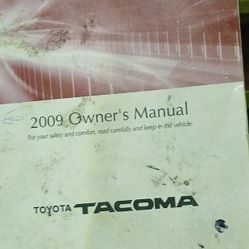 2009 Owner's Manual
For your safety and comfort, read carefully and keep in the vehicle.
TOYOTA TACOMA